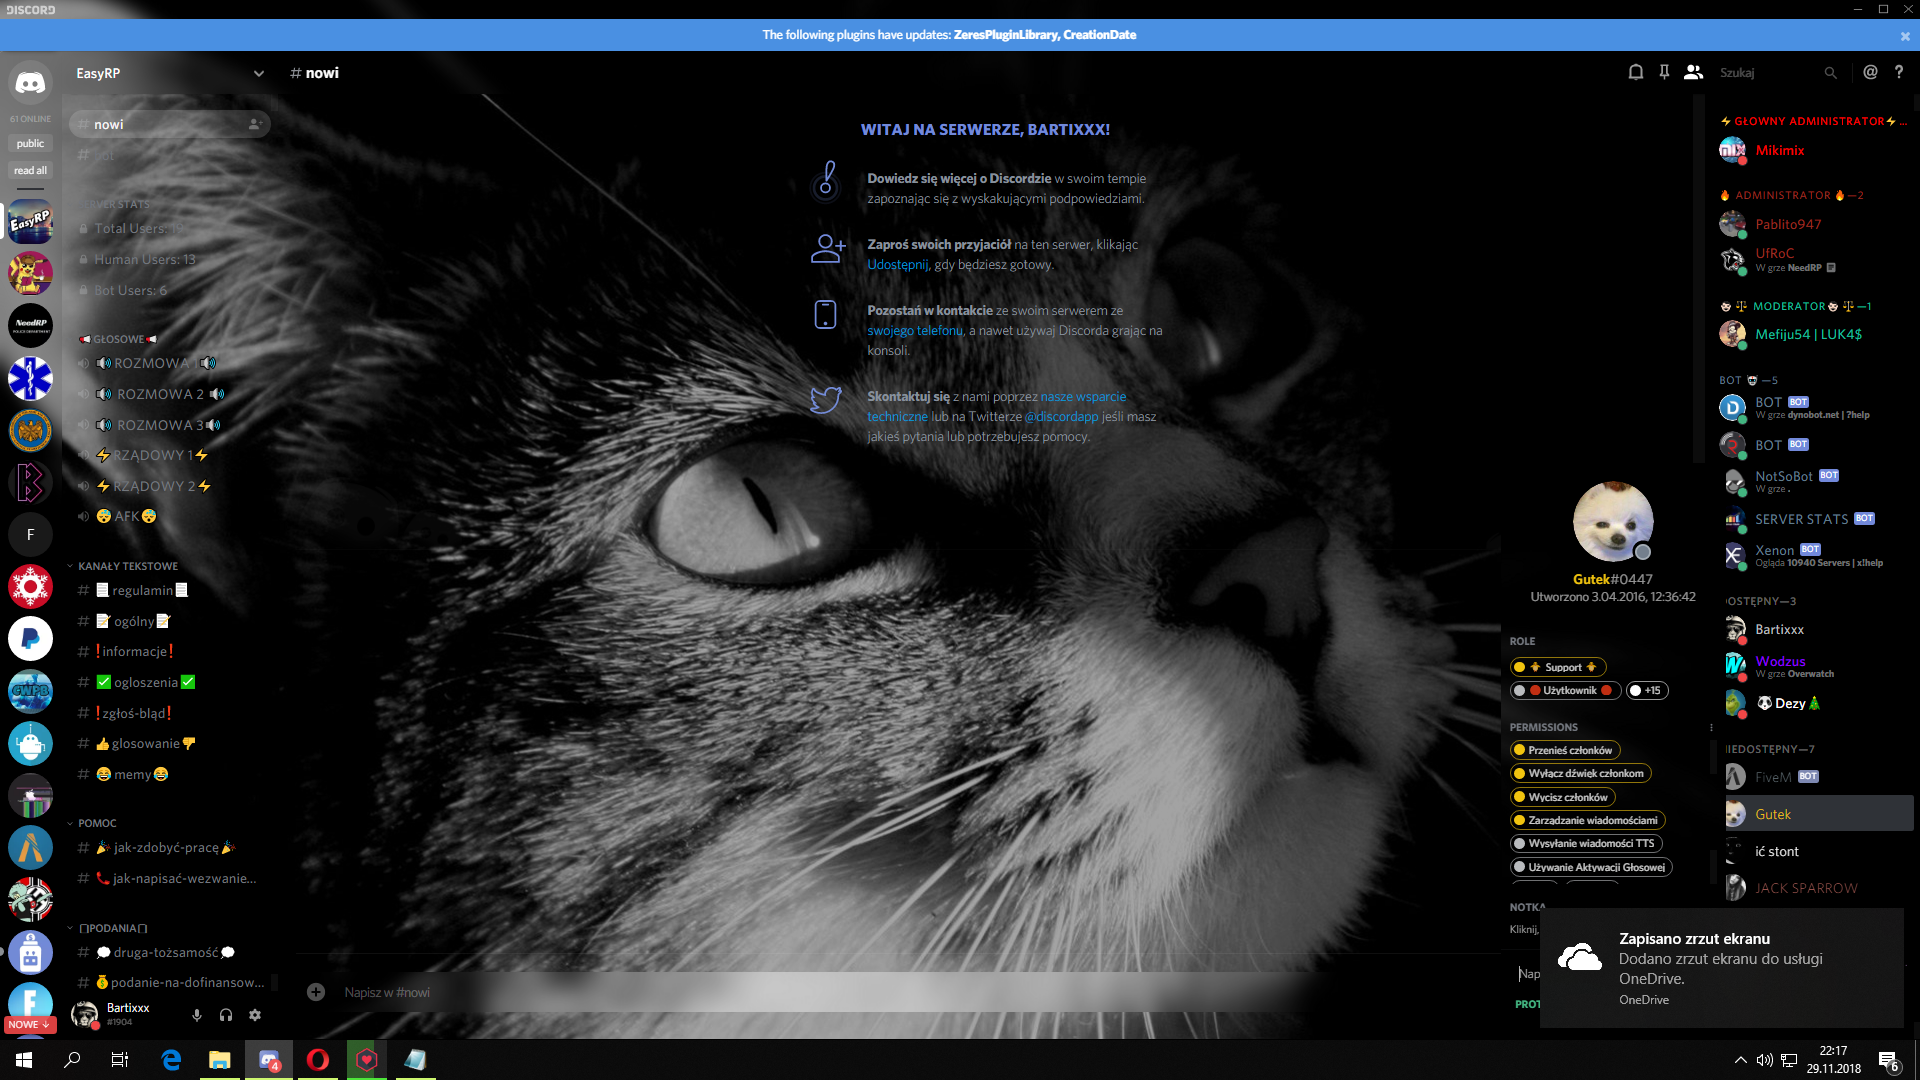 DISCORD
The following plugins have updates: ZeresPluginLibrary, CreationDate
61 ONLINE
public
read all
EasyRP
NeedRP
F
NOWE ↓
EasyRP
# nowi
nowi
# bot
SERVER STATS
Total Users: 19
Human Users: 13
Bot Users: 6
📢GŁOSOWE📢
🔊ROZMOWA 1🔊
🔊 ROZMOWA 2 🔊
🔊 ROZMOWA 3🔊
⚡RZĄDOWY 1⚡
⚡RZĄDOWY 2⚡
😴AFK😴
KANAŁY TEKSTOWE
# 📃regulamin📃
# 📝ogólny📝
# ❗informacje❗
# ✅ogloszenia✅
# ❗zgłoś-bląd❗
# 👍glosowanie👎
# 😂memy😂
POMOC
# 🎉jak-zdobyć-pracę🎉
# 📞jak-napisać-wezwanie...
PODANIA
# 💭druga-tożsamość💭
# 💰podanie-na-dofinansow...
Bartixxx
#1904
WITAJ NA SERWERZE, BARTIXXX!
Dowiedz się więcej o Discordzie w swoim tempie
zapoznając się z wyskakującymi podpowiedziami.
Zaproś swoich przyjaciół na ten serwer, klikając
Udostępnij, gdy będziesz gotowy.
Pozostań w kontakcie ze swoim serwerem ze
swojego telefonu, a nawet używaj Discorda grając na
konsoli.
Skontaktuj się z nami poprzez nasze wsparcie
techniczne lub na Twitterze @discordapp jeśli masz
jakieś pytania lub potrzebujesz pomocy.
Napisz w #nowi
Gutek#0447
Utworzono 3.04.2016, 12:36:42
ROLE
Support
Użytkownik
+15
PERMISSIONS
Przenieś członków
Wyłącz dźwięk członkom
Wycisz członków
Zarządzanie wiadomościami
Wysyłanie wiadomości TTS
Używanie Aktywacji Głosowej
NOTKA
Kliknij,
Nap
PROT
Szukaj
⚡GŁOWNY ADMINISTRATOR⚡...
Mikimix
🔥 ADMINISTRATOR 🔥—2
Pablito947
UfRoC
W grze NeedRP
MODERATOR—1
Mefiju54 | LUK4$
BOT —5
BOT BOT
W grze dynobot.net | ?help
BOT BOT
NotSoBot BOT
W grze .
SERVER STATS BOT
Xenon BOT
Ogląda 10940 Servers | x!help
DOSTĘPNY—3
Bartixxx
Wodzus
W grze Overwatch
🐼Dezy🎄
NIEDOSTĘPNY—7
FiveM BOT
Gutek
ić stont
JACK SPARROW
Zapisano zrzut ekranu
Dodano zrzut ekranu do usługi
OneDrive.
OneDrive
4
22:17
29.11.2018
6